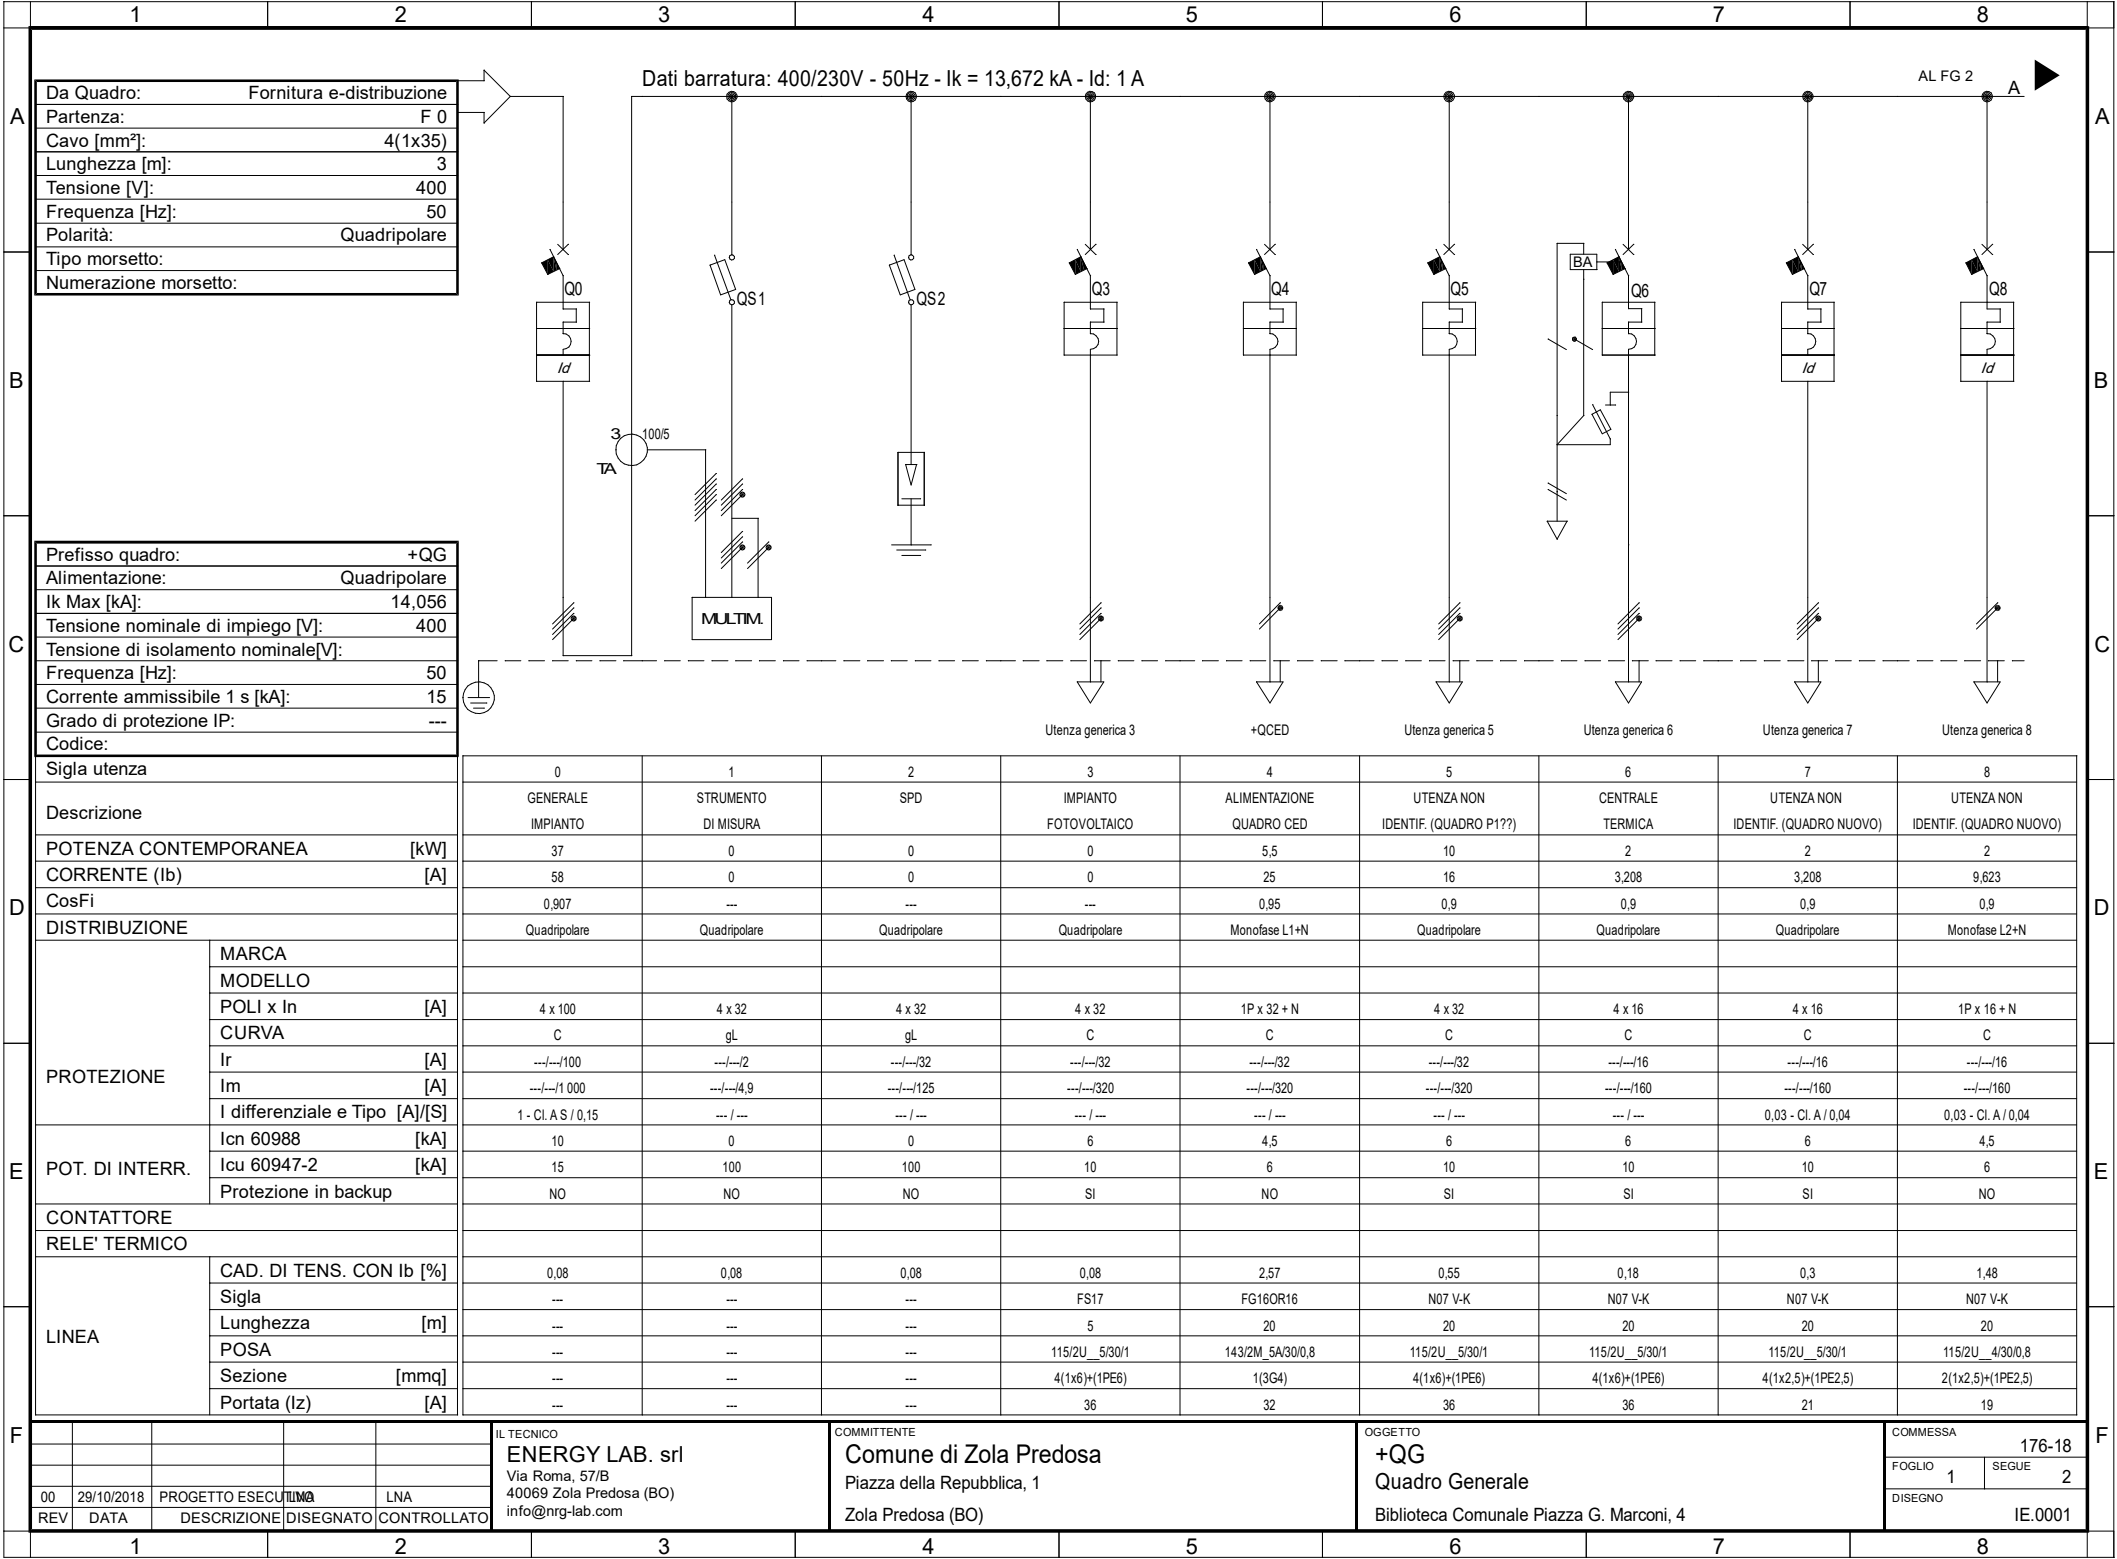 1 2 3 4 5 6 7 8
Dati barratura: 400/230V - 50Hz - Ik = 13,672 kA - Id: 1 A
AL FG 2
A
A A
B B
C C
D D
E E
F F
Da Quadro: Fornitura e-distribuzione
Partenza: F 0
Cavo [mm²]: 4(1x35)
Lunghezza [m]: 3
Tensione [V]: 400
Frequenza [Hz]: 50
Polarità: Quadripolare
Tipo morsetto:
Numerazione morsetto:
Q0 QS1 QS2 Q3 Q4 Q5 BA Q6 Q7 Q8
Id Id Id
3 100/5
TA
MULTIM.
Prefisso quadro: +QG
Alimentazione: Quadripolare
Ik Max [kA]: 14,056
Tensione nominale di impiego [V]: 400
Tensione di isolamento nominale[V]:
Frequenza [Hz]: 50
Corrente ammissibile 1 s [kA]: 15
Grado di protezione IP: ---
Codice:
Utenza generica 3 +QCED Utenza generica 5 Utenza generica 6 Utenza generica 7 Utenza generica 8
Sigla utenza 0 1 2 3 4 5 6 7 8
Descrizione
GENERALE STRUMENTO SPD IMPIANTO ALIMENTAZIONE UTENZA NON CENTRALE UTENZA NON UTENZA NON
IMPIANTO DI MISURA FOTOVOLTAICO QUADRO CED IDENTIF. (QUADRO P1??) TERMICA IDENTIF. (QUADRO NUOVO) IDENTIF. (QUADRO NUOVO)
POTENZA CONTEMPORANEA [kW] 37 0 0 0 5,5 10 2 2 2
CORRENTE (Ib) [A] 58 0 0 0 25 16 3,208 3,208 9,623
CosFi 0,907 --- --- --- 0,95 0,9 0,9 0,9 0,9
DISTRIBUZIONE Quadripolare Quadripolare Quadripolare Quadripolare Monofase L1+N Quadripolare Quadripolare Quadripolare Monofase L2+N
PROTEZIONE
MARCA
MODELLO
POLI x In [A] 4 x 100 4 x 32 4 x 32 4 x 32 1P x 32 + N 4 x 32 4 x 16 4 x 16 1P x 16 + N
CURVA C gL gL C C C C C C
Ir [A] ---/---/100 ---/---/2 ---/---/32 ---/---/32 ---/---/32 ---/---/32 ---/---/16 ---/---/16 ---/---/16
Im [A] ---/---/1 000 ---/---/4,9 ---/---/125 ---/---/320 ---/---/320 ---/---/320 ---/---/160 ---/---/160 ---/---/160
I differenziale e Tipo [A]/[S] 1 - Cl. A S / 0,15 --- / --- --- / --- --- / --- --- / --- --- / --- --- / --- 0,03 - Cl. A / 0,04 0,03 - Cl. A / 0,04
POT. DI INTERR.
Icn 60988 [kA] 10 0 0 6 4,5 6 6 6 4,5
Icu 60947-2 [kA] 15 100 100 10 6 10 10 10 6
Protezione in backup NO NO NO SI NO SI SI SI NO
CONTATTORE
RELE' TERMICO
LINEA
CAD. DI TENS. CON Ib [%] 0,08 0,08 0,08 0,08 2,57 0,55 0,18 0,3 1,48
Sigla --- --- --- FS17 FG16OR16 N07 V-K N07 V-K N07 V-K N07 V-K
Lunghezza [m] --- --- --- 5 20 20 20 20 20
POSA --- --- --- 115/2U__5/30/1 143/2M_5A/30/0,8 115/2U__5/30/1 115/2U__5/30/1 115/2U__5/30/1 115/2U__4/30/0,8
Sezione [mmq] --- --- --- 4(1x6)+(1PE6) 1(3G4) 4(1x6)+(1PE6) 4(1x6)+(1PE6) 4(1x2,5)+(1PE2,5) 2(1x2,5)+(1PE2,5)
Portata (Iz) [A] --- --- --- 36 32 36 36 21 19
00 29/10/2018 PROGETTO ESECUTIVO LNA LNA
REV DATA DESCRIZIONE DISEGNATO CONTROLLATO
IL TECNICO
ENERGY LAB. srl
Via Roma, 57/B
40069 Zola Predosa (BO)
info@nrg-lab.com
COMMITTENTE
Comune di Zola Predosa
Piazza della Repubblica, 1
Zola Predosa (BO)
OGGETTO
+QG
Quadro Generale
Biblioteca Comunale Piazza G. Marconi, 4
COMMESSA
176-18
FOGLIO 1 SEGUE 2
DISEGNO
IE.0001
1 2 3 4 5 6 7 8